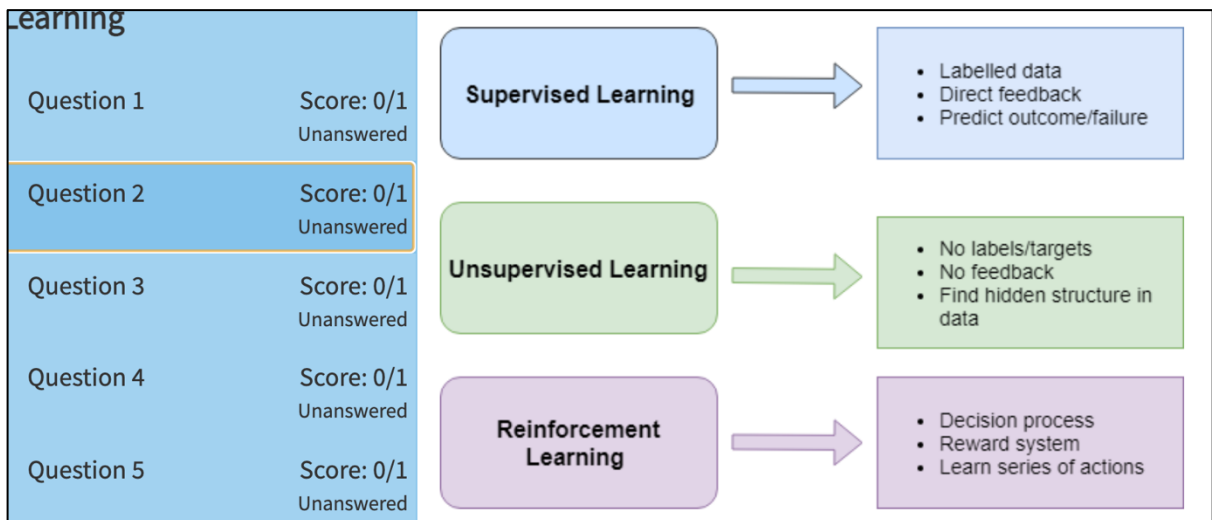 Learning
Question 1
Score: 0/1
Unanswered
Question 2
Score: 0/1
Unanswered
Question 3
Score: 0/1
Unanswered
Question 4
Score: 0/1
Unanswered
Question 5
Score: 0/1
Unanswered
Supervised Learning
• Labelled data
• Direct feedback
• Predict outcome/failure
Unsupervised Learning
• No labels/targets
• No feedback
• Find hidden structure in
data
Reinforcement
Learning
• Decision process
• Reward system
• Learn series of actions